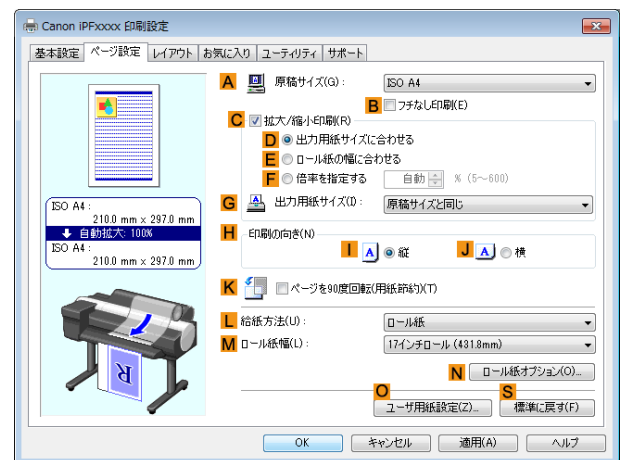 Canon iPFxxxx 印刷設定
基本設定 ページ設定 レイアウト お気に入り ユーティリティ サポート
A 原稿サイズ(G): ISO A4
B フチなし印刷(E)
C 拡大/縮小印刷(R)
D 出力用紙サイズに合わせる
E ロール紙の幅に合わせる
F 倍率を指定する 自動 % (5～600)
G 出力用紙サイズ(I): 原稿サイズと同じ
ISO A4 :
210.0 mm x 297.0 mm
自動拡大: 100%
ISO A4 :
210.0 mm x 297.0 mm
H 印刷の向き(N)
I A 縦 J A 横
K ページを90度回転(用紙節約)(T)
L 給紙方法(U): ロール紙
M ロール紙幅(L): 17インチロール (431.8mm)
N ロール紙オプション(O)...
O S
ユーザ用紙設定(Z)... 標準に戻す(F)
R
OK キャンセル 適用(A) ヘルプ